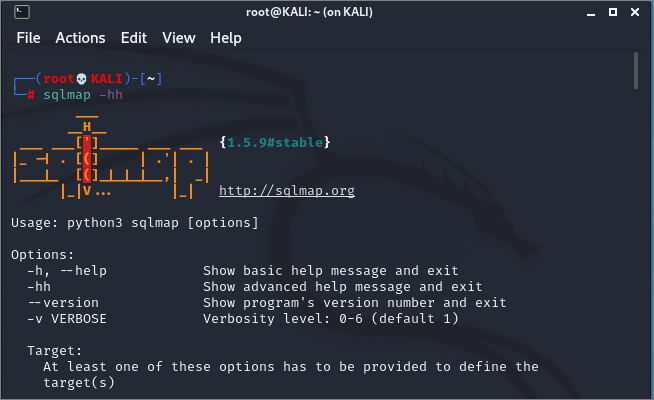 root@KALI: ~ (on KALI)
File Actions Edit View Help
┌──(root💀KALI)-[~]
└─# sqlmap -hh
        ___
       __H__
 ___ ___[']_____ ___ ___  {1.5.9#stable}
|_ -| . [(]     | .'| . |
|___|_  [(]_|_|_|__,|  _|
      |_|V...       |_|   http://sqlmap.org
Usage: python3 sqlmap [options]
Options:
-h, --help Show basic help message and exit
-hh Show advanced help message and exit
--version Show program's version number and exit
-v VERBOSE Verbosity level: 0-6 (default 1)
Target:
At least one of these options has to be provided to define the
target(s)